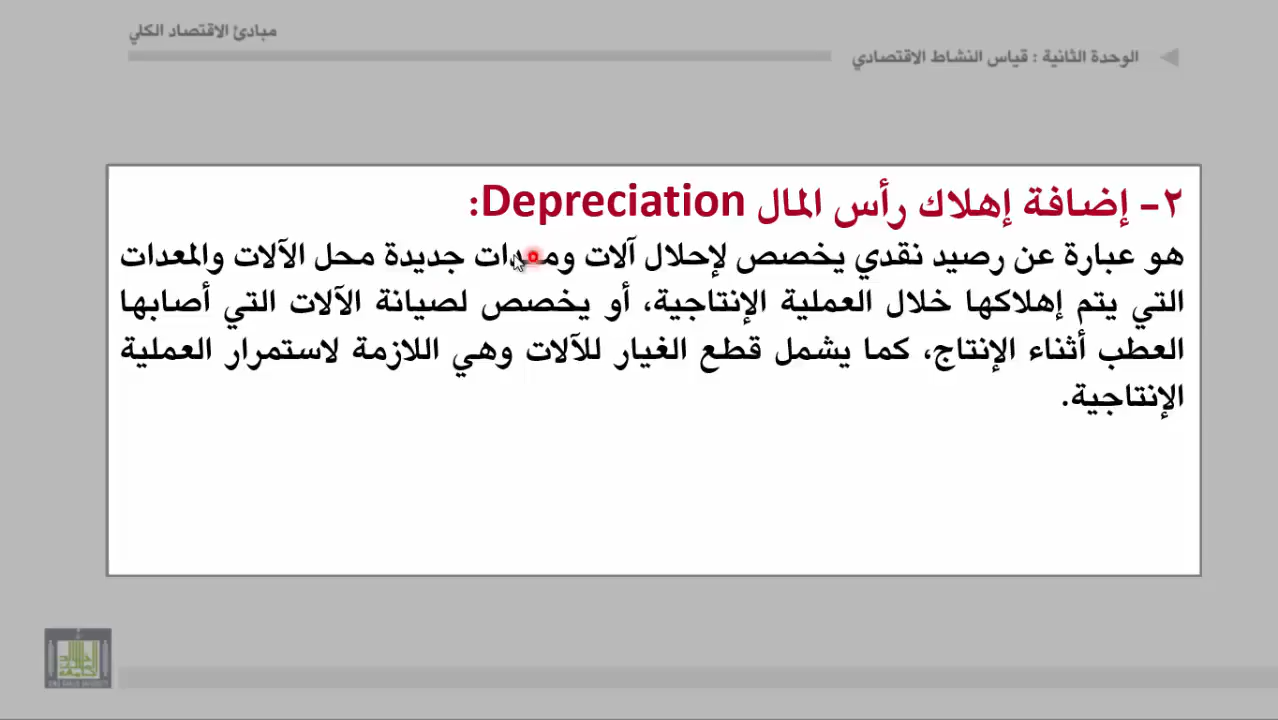 مبادئ الاقتصاد الكلي
الوحدة الثانية : قياس النشاط الاقتصادي
٢- إضافة إهلاك رأس المال Depreciation:
هو عبارة عن رصيد نقدي يخصص لإحلال آلات ومعدات جديدة محل الآلات والمعدات
التي يتم إهلاكها خلال العملية الإنتاجية، أو يخصص لصيانة الآلات التي أصابها
العطب أثناء الإنتاج، كما يشمل قطع الغيار للآلات وهي اللازمة لاستمرار العملية
الإنتاجية.